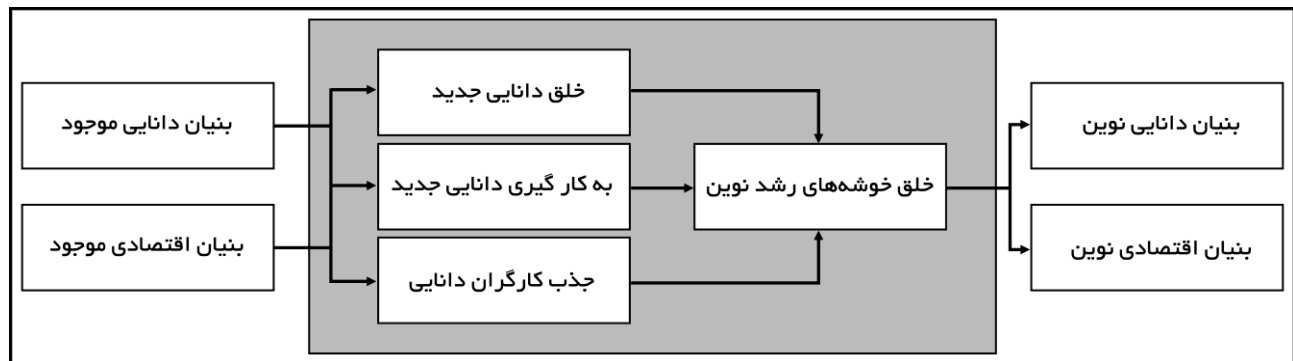 بنیان دانایی موجود
بنیان اقتصادی موجود
خلق دانایی جدید
به کار گیری دانایی جدید
جذب کارگران دانایی
خلق خوشه‌های رشد نوین
بنیان دانایی نوین
بنیان اقتصادی نوین